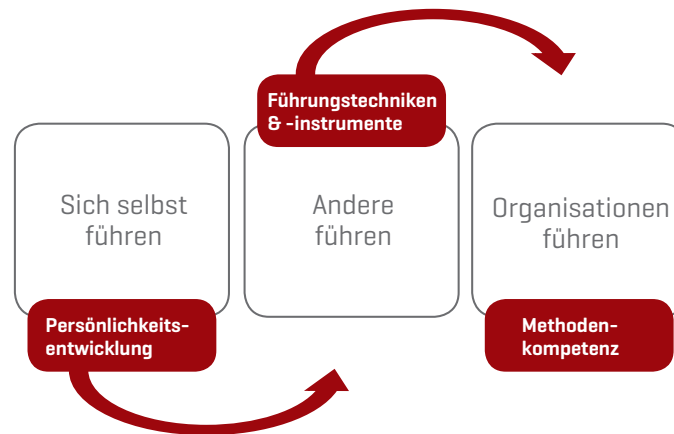 Führungstechniken
& -instrumente
Sich selbst
führen
Andere
führen
Organisationen
führen
Persönlichkeits-
entwicklung
Methoden-
kompetenz